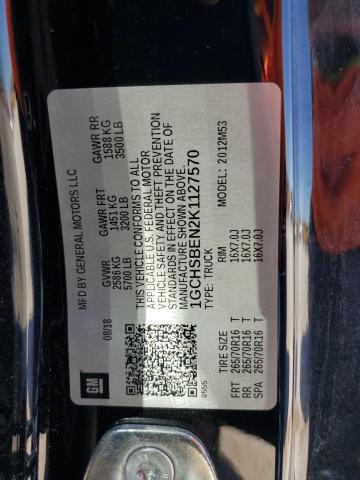 GM
MFD BY GENERAL MOTORS LLC
08/18 GVWR GAWR FRT GAWR RR
2586 KG 1451 KG 1588 KG
5700 LB 3200 LB 3500 LB
THIS VEHICLE CONFORMS TO ALL
APPLICABLE U.S. FEDERAL MOTOR
VEHICLE SAFETY AND THEFT PREVENTION
STANDARDS IN EFFECT ON THE DATE OF
MANUFACTURE SHOWN ABOVE.
1GCHSBEN2K1127570
TYPE: TRUCK
8595 MODEL: 2012M53
TIRE SIZE RIM
FRT 265/70R16 T 16X7.0J
RR 265/70R16 T 16X7.0J
SPA 265/70R16 T 16X7.0J